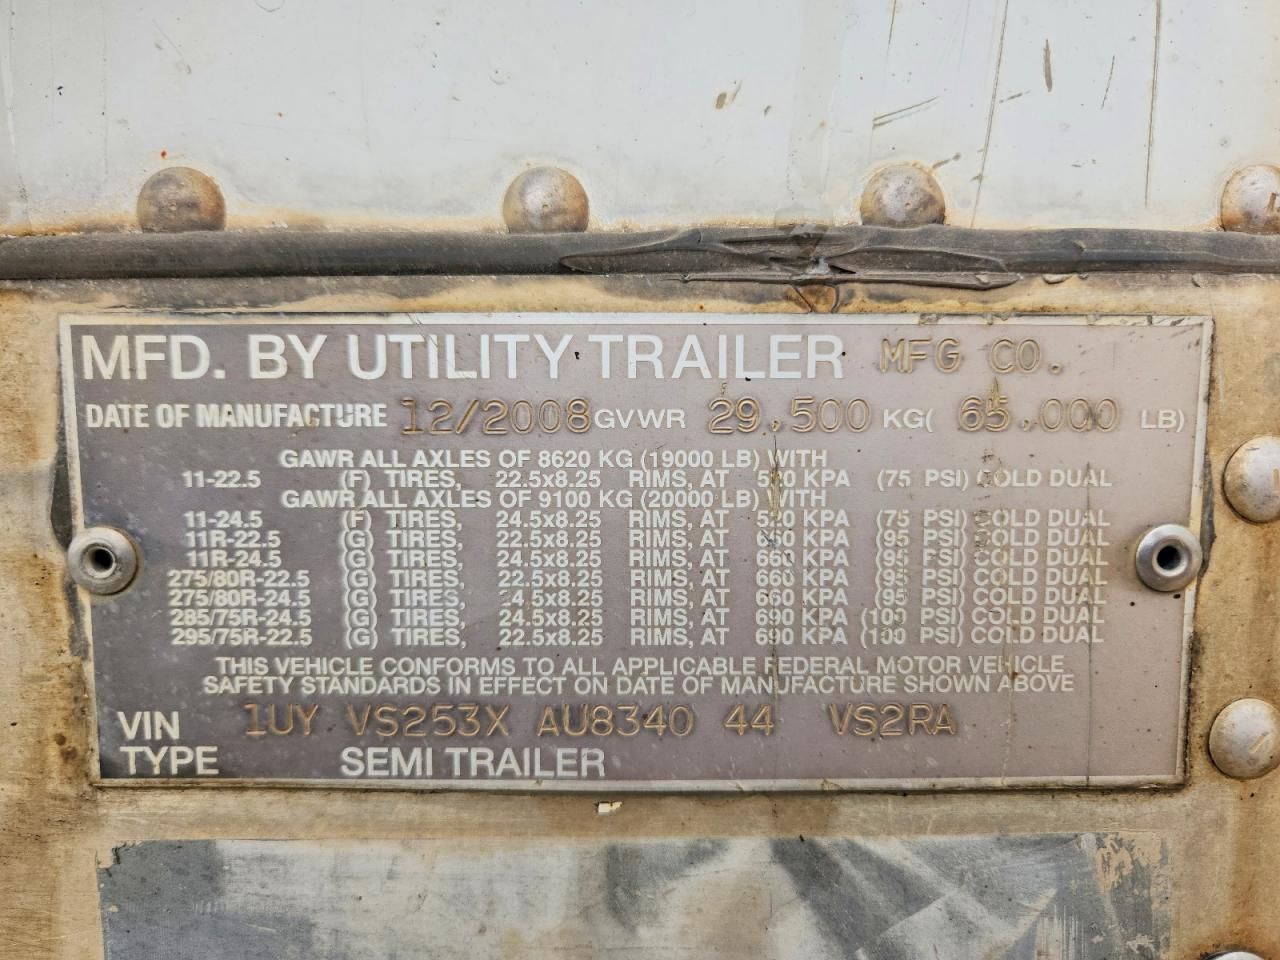 MFD. BY UTILITY TRAILER MFG CO.
DATE OF MANUFACTURE 12/2008 GVWR 29,500 KG( 65,000 LB)
GAWR ALL AXLES OF 8620 KG (19000 LB) WITH
11-22.5 (F) TIRES, 22.5x8.25 RIMS, AT 520 KPA (75 PSI) COLD DUAL
GAWR ALL AXLES OF 9100 KG (20000 LB) WITH
11-24.5 (F) TIRES, 24.5x8.25 RIMS, AT 520 KPA (75 PSI) COLD DUAL
11R-22.5 (G) TIRES, 22.5x8.25 RIMS, AT 660 KPA (95 PSI) COLD DUAL
11R-24.5 (G) TIRES, 24.5x8.25 RIMS, AT 660 KPA (95 PSI) COLD DUAL
275/80R-22.5 (G) TIRES, 22.5x8.25 RIMS, AT 660 KPA (95 PSI) COLD DUAL
275/80R-24.5 (G) TIRES, 24.5x8.25 RIMS, AT 660 KPA (95 PSI) COLD DUAL
285/75R-24.5 (G) TIRES, 24.5x8.25 RIMS, AT 690 KPA (100 PSI) COLD DUAL
295/75R-22.5 (G) TIRES, 22.5x8.25 RIMS, AT 690 KPA (100 PSI) COLD DUAL
THIS VEHICLE CONFORMS TO ALL APPLICABLE FEDERAL MOTOR VEHICLE
SAFETY STANDARDS IN EFFECT ON DATE OF MANUFACTURE SHOWN ABOVE
VIN 1UY VS253X AU8340 44 VS2RA
TYPE SEMI TRAILER